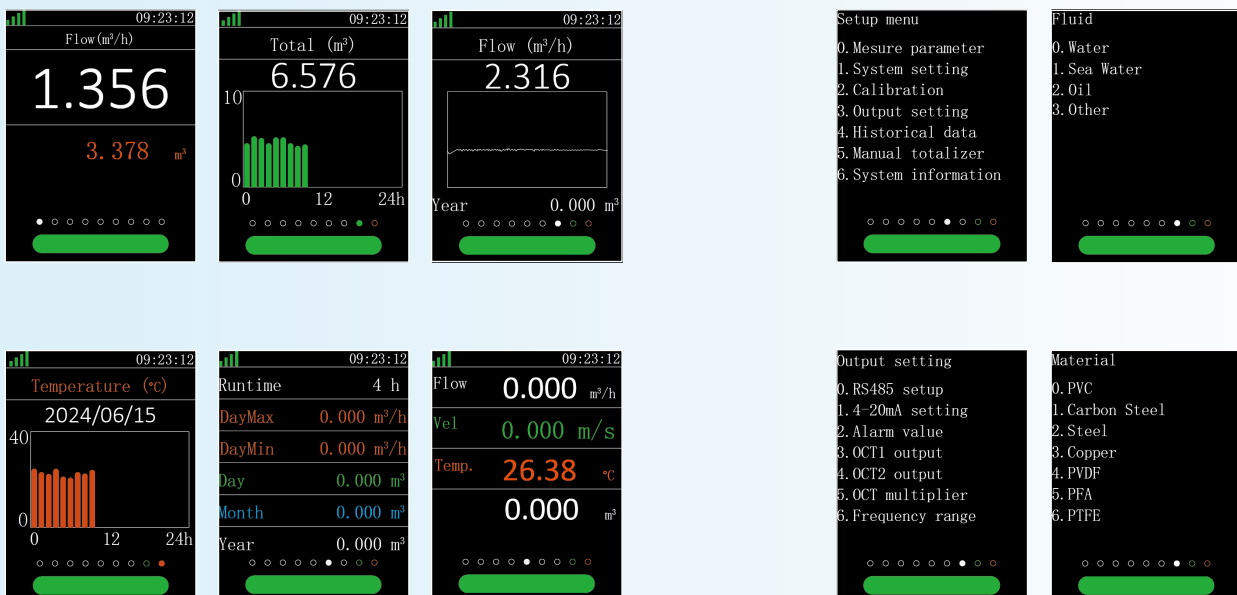 09:23:12
Flow(m³/h)
1.356
3.378 m³
09:23:12
Total (m³)
6.576
10
0
0 12 24h
09:23:12
Flow (m³/h)
2.316
Year 0.000 m³
Setup menu
0.Mesure parameter
1.System setting
2.Calibration
3.Output setting
4.Historical data
5.Manual totalizer
6.System information
Fluid
0.Water
1.Sea Water
2.Oil
3.Other
09:23:12
Temperature (°C)
2024/06/15
40
0
0 12 24h
09:23:12
Runtime 4 h
DayMax 0.000 m³/h
DayMin 0.000 m³/h
Day 0.000 m³
Month 0.000 m³
Year 0.000 m³
09:23:12
Flow 0.000 m³/h
Vel 0.000 m/s
Temp. 26.38 °C
0.000 m³
Output setting
0.RS485 setup
1.4-20mA setting
2.Alarm value
3.OCT1 output
4.OCT2 output
5.OCT multiplier
6.Frequency range
Material
0.PVC
1.Carbon Steel
2.Steel
3.Copper
4.PVDF
5.PFA
6.PTFE